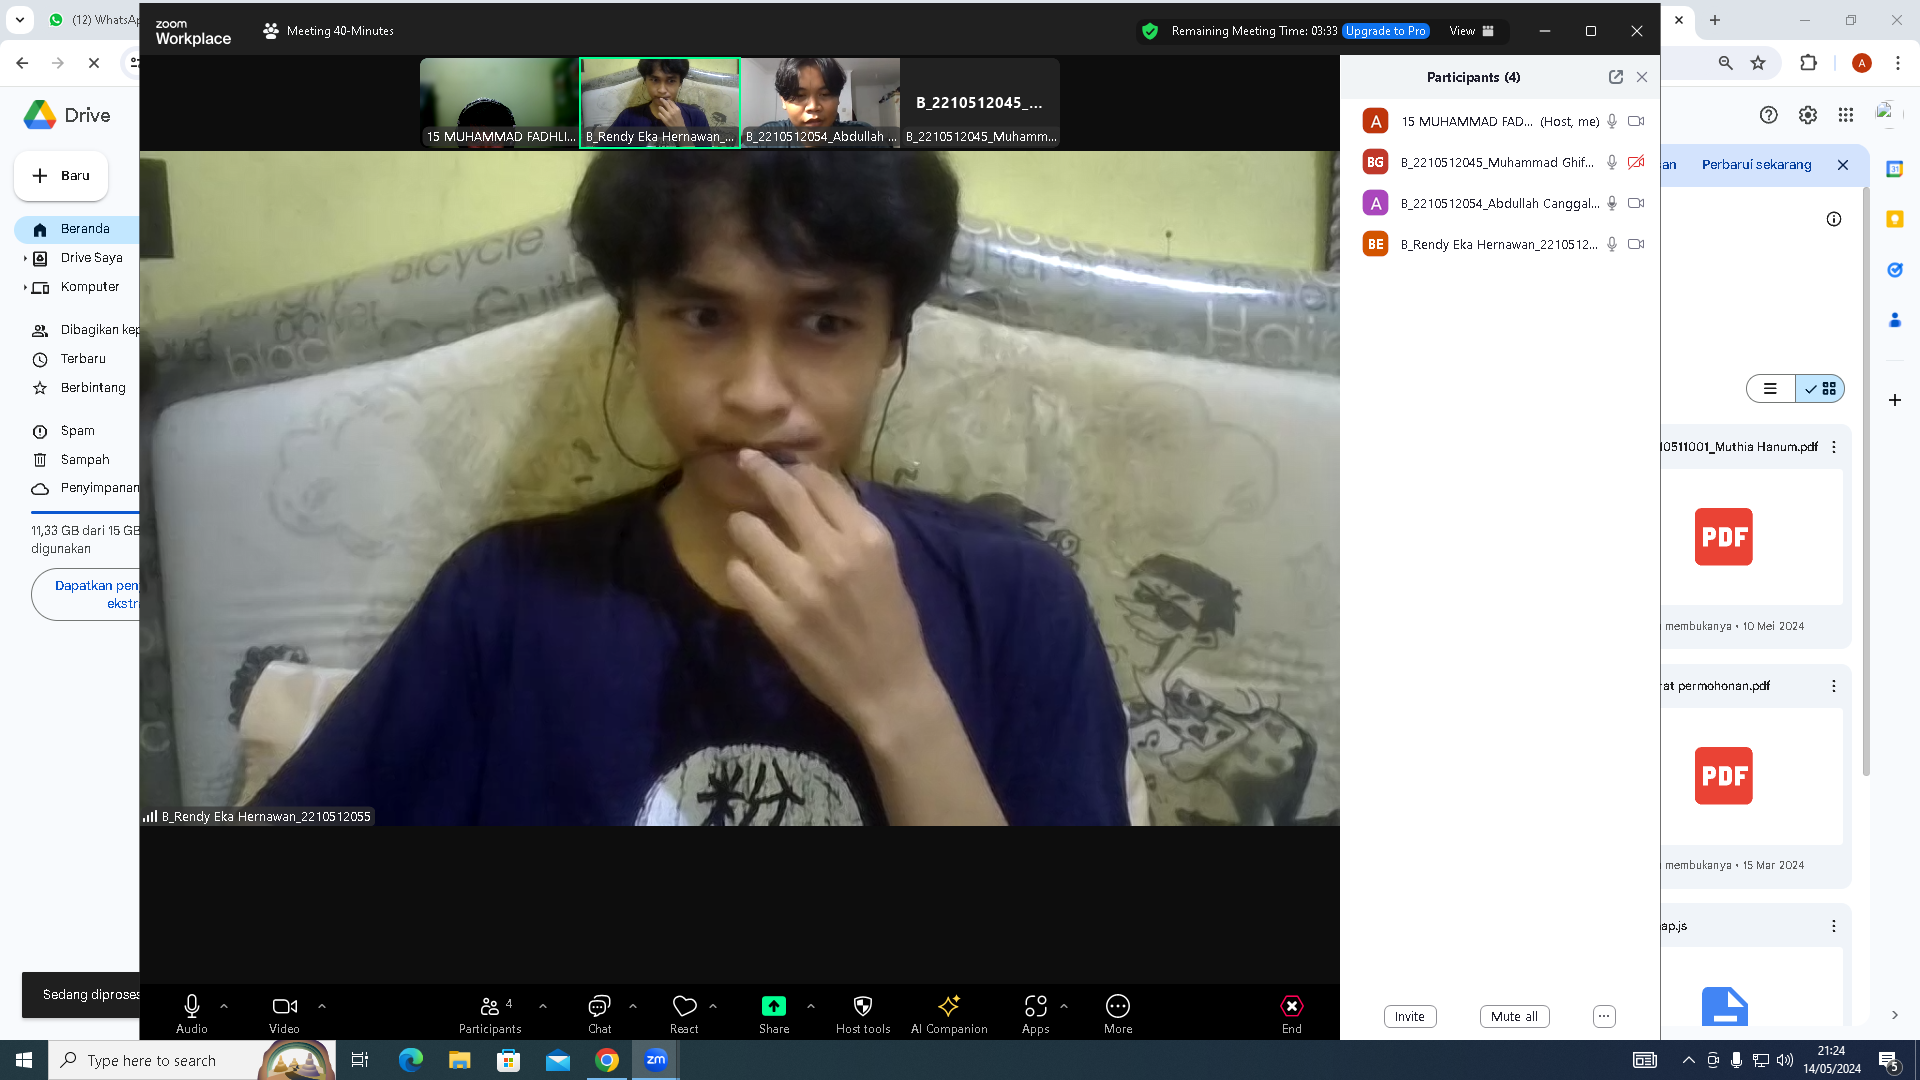 (12) WhatsAp
zoom
Workplace
Meeting 40-Minutes
Remaining Meeting Time: 03:33
Upgrade to Pro
View
Drive
Baru
Beranda
Drive Saya
Komputer
Dibagikan kep
Terbaru
Berbintang
Spam
Sampah
Penyimpanan
11,33 GB dari 15 GB
digunakan
Dapatkan pen
ekstr
Sedang diproses
15 MUHAMMAD FADHLI...
B_Rendy Eka Hernawan_...
B_2210512054_Abdullah ...
B_2210512045_...
B_2210512045_Muhamm...
Bicycle
B_Rendy Eka Hernawan_2210512055
Participants (4)
A
15 MUHAMMAD FAD... (Host, me)
BG
B_2210512045_Muhammad Ghif...
A
B_2210512054_Abdullah Canggal...
BE
B_Rendy Eka Hernawan_2210512...
Invite
Mute all
...
Audio
Video
4
Participants
Chat
React
Share
Host tools
AI Companion
Apps
More
End
A
an
Perbarui sekarang
10511001_Muthia Hanum.pdf
PDF
membukanya • 10 Mei 2024
rat permohonan.pdf
PDF
membukanya • 15 Mar 2024
ap.js
Type here to search
zm
21:24
14/05/2024
5